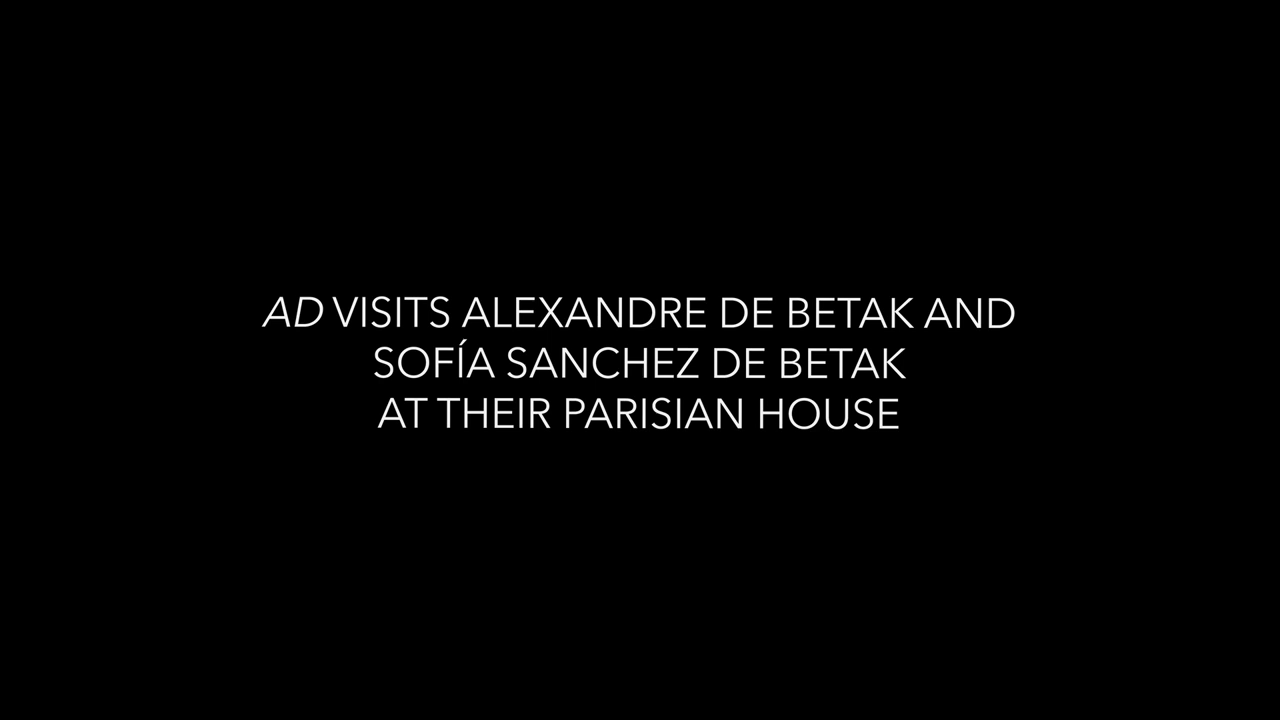 AD VISITS ALEXANDRE DE BETAK AND
SOFÍA SANCHEZ DE BETAK
AT THEIR PARISIAN HOUSE